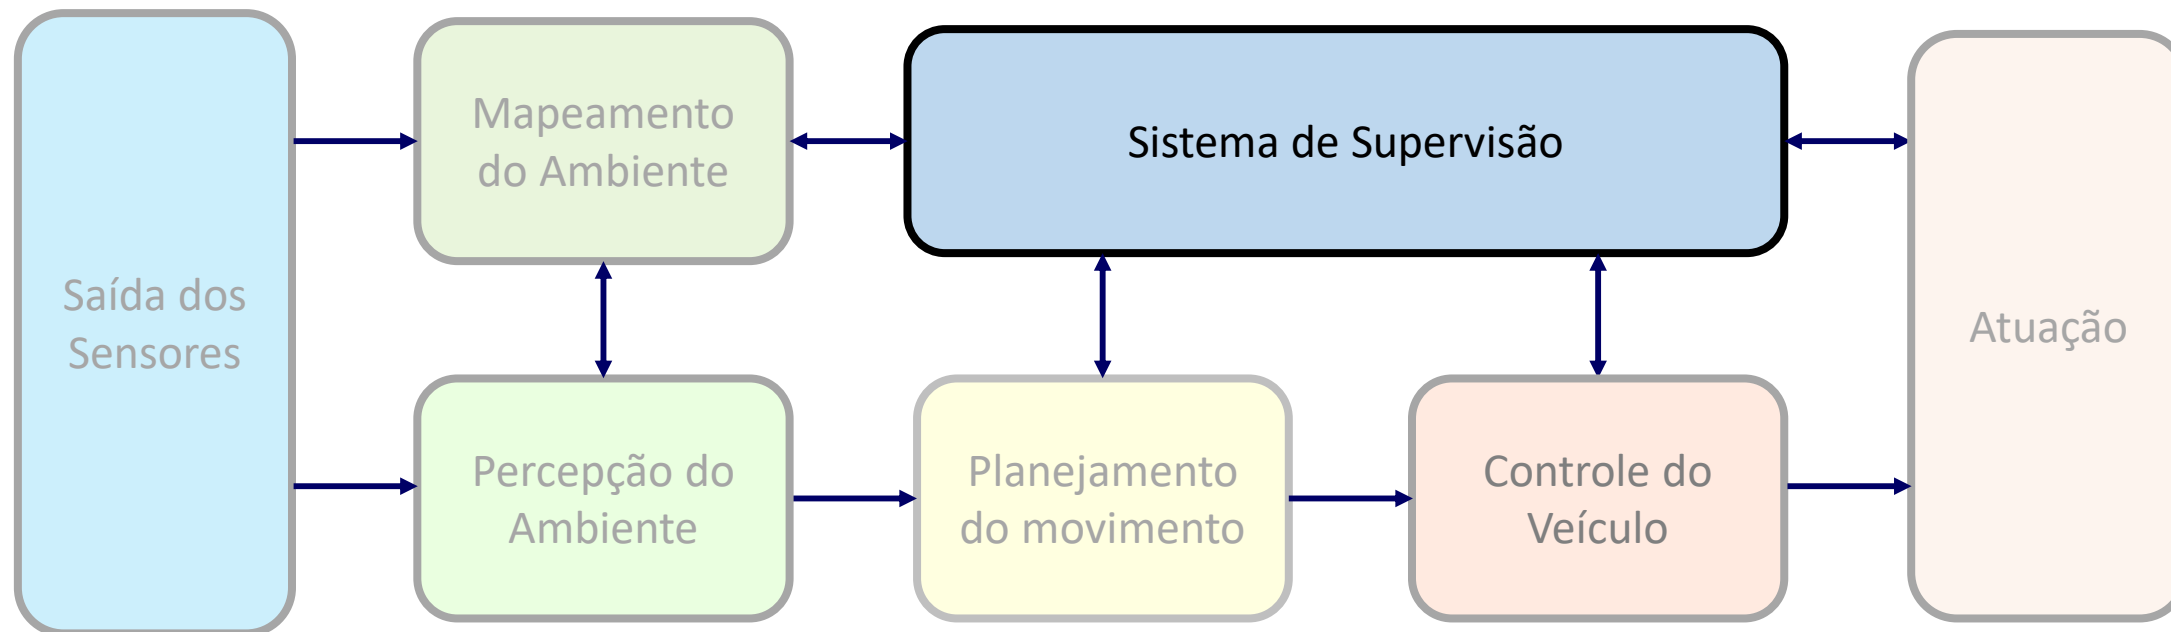 Saída dos
Sensores
Mapeamento
do Ambiente
Sistema de Supervisão
Percepção do
Ambiente
Planejamento
do movimento
Controle do
Veículo
Atuação